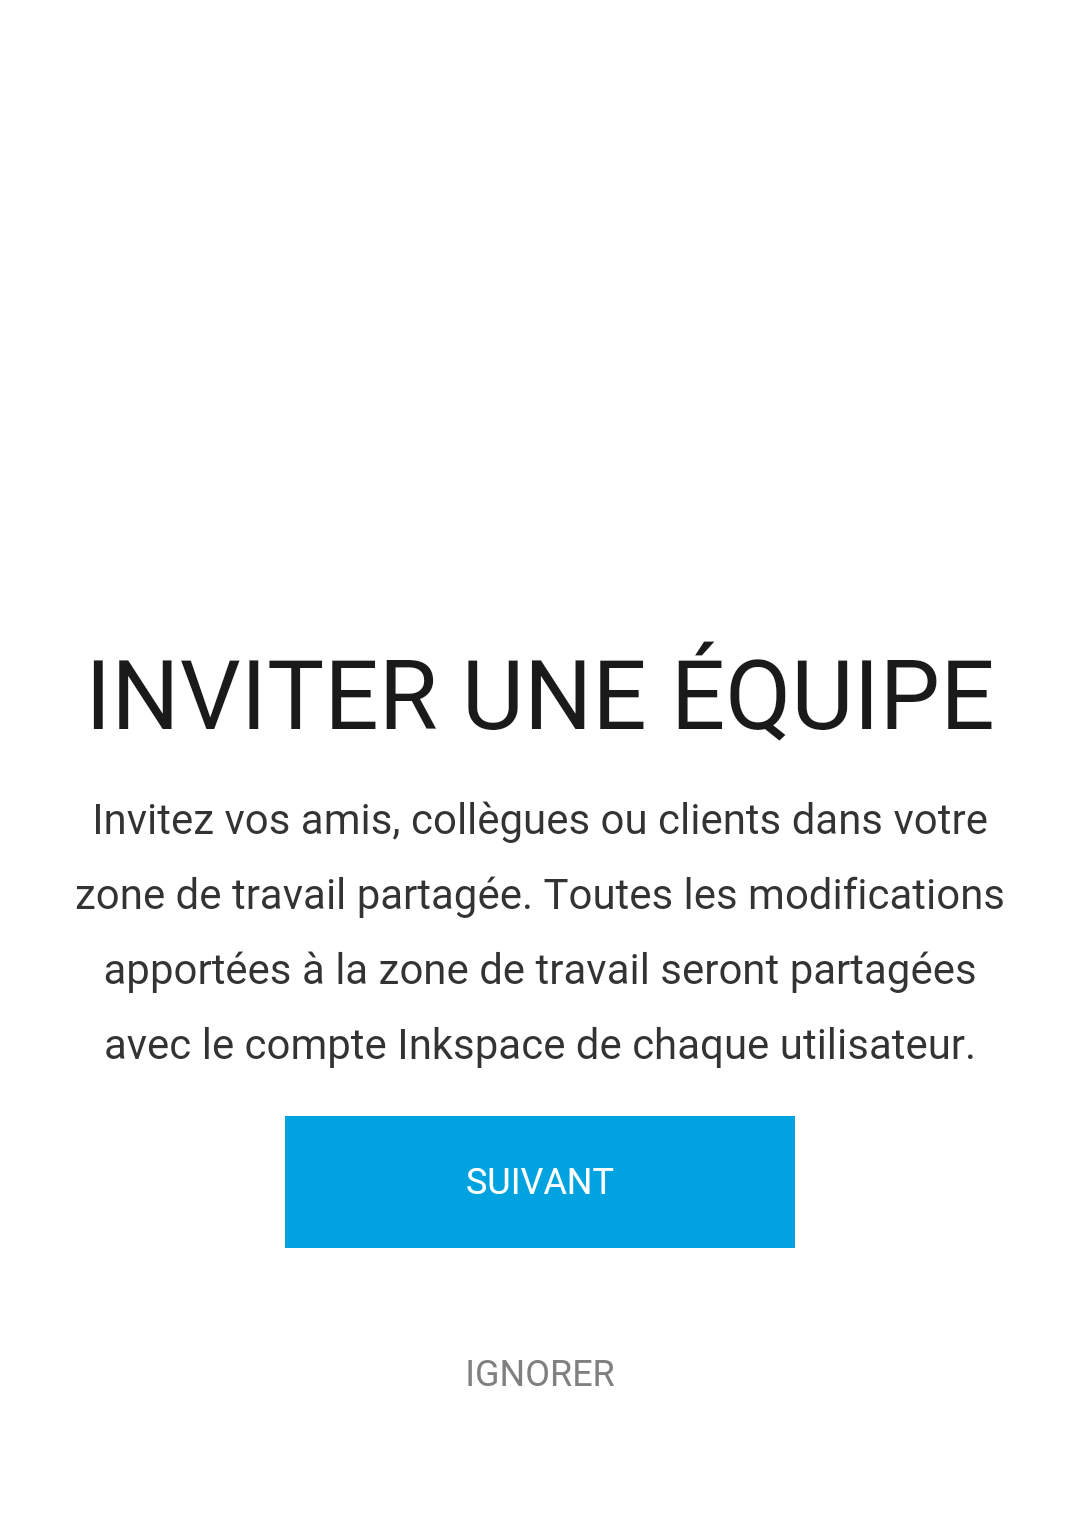 INVITER UNE ÉQUIPE
Invitez vos amis, collègues ou clients dans votre
zone de travail partagée. Toutes les modifications
apportées à la zone de travail seront partagées
avec le compte Inkspace de chaque utilisateur.
SUIVANT
IGNORER